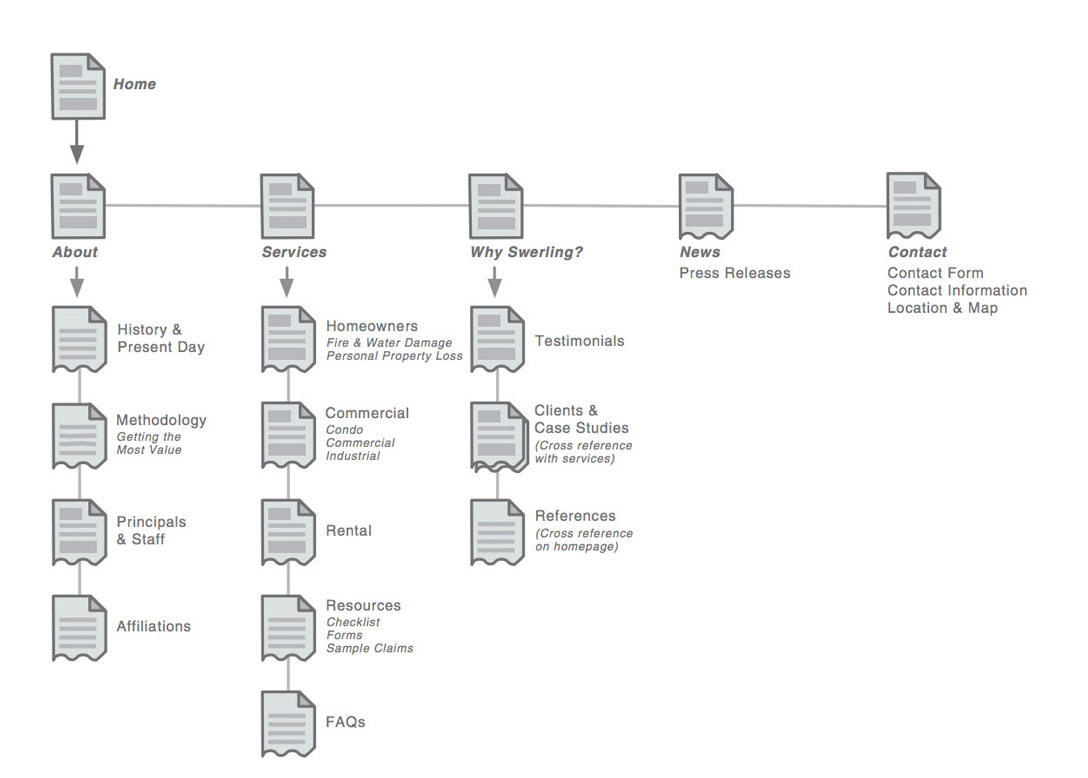 Home
About
Services
Why Swerling?
News
Press Releases
Contact
Contact Form
Contact Information
Location & Map
History &
Present Day
Methodology
Getting the
Most Value
Principals
& Staff
Affiliations
Homeowners
Fire & Water Damage
Personal Property Loss
Commercial
Condo
Commercial
Industrial
Rental
Resources
Checklist
Forms
Sample Claims
FAQs
Testimonials
Clients &
Case Studies
(Cross reference
with services)
References
(Cross reference
on homepage)